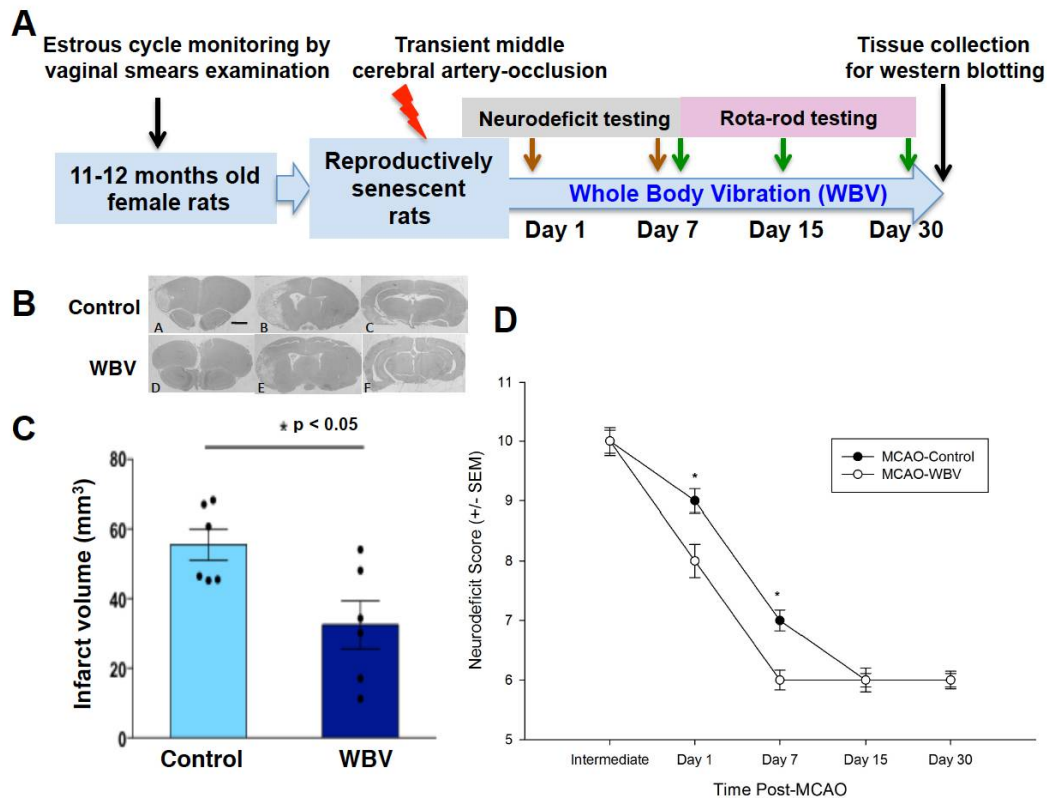 A
Estrous cycle monitoring by
vaginal smears examination
Transient middle
cerebral artery-occlusion
Tissue collection
for western blotting
Neurodeficit testing
Rota-rod testing
11-12 months old
female rats
Reproductively
senescent
rats
Whole Body Vibration (WBV)
Day 1
Day 7
Day 15
Day 30
B
Control
A
B
C
WBV
D
E
F
C
* p < 0.05
Infarct volume (mm³)
80
60
40
20
0
Control
WBV
D
Neurodeficit Score (+/- SEM)
11
10
9
8
7
6
5
*
*
MCAO-Control
MCAO-WBV
Intermediate
Day 1
Day 7
Day 15
Day 30
Time Post-MCAO